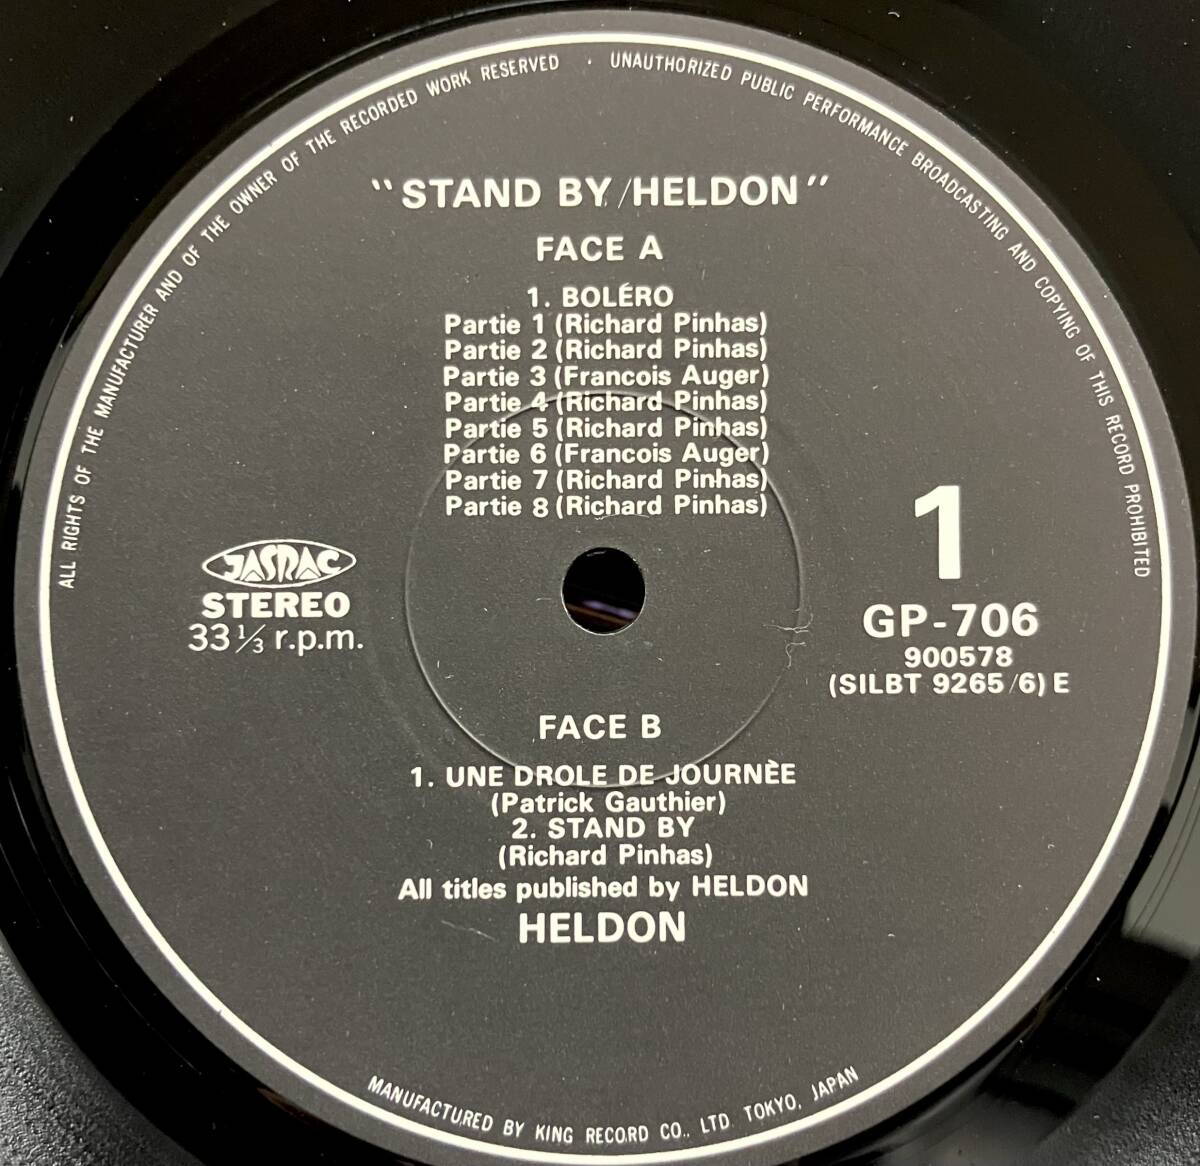 ALL RIGHTS OF THE MANUFACTURER AND OF THE OWNER OF THE RECORDED WORK RESERVED · UNAUTHORIZED PUBLIC PERFORMANCE BROADCASTING AND COPYING OF THIS RECORD PROHIBITED
"STAND BY/HELDON"
FACE A
1. BOLÉRO
Partie 1 (Richard Pinhas)
Partie 2 (Richard Pinhas)
Partie 3 (Francois Auger)
Partie 4 (Richard Pinhas)
Partie 5 (Richard Pinhas)
Partie 6 (Francois Auger)
Partie 7 (Richard Pinhas)
Partie 8 (Richard Pinhas)
JASRAC
STEREO
33 1/3 r.p.m.
1
GP-706
900578
(SILBT 9265/6) E
FACE B
1. UNE DROLE DE JOURNÈE
(Patrick Gauthier)
2. STAND BY
(Richard Pinhas)
All titles published by HELDON
HELDON
MANUFACTURED BY KING RECORD CO., LTD. TOKYO, JAPAN